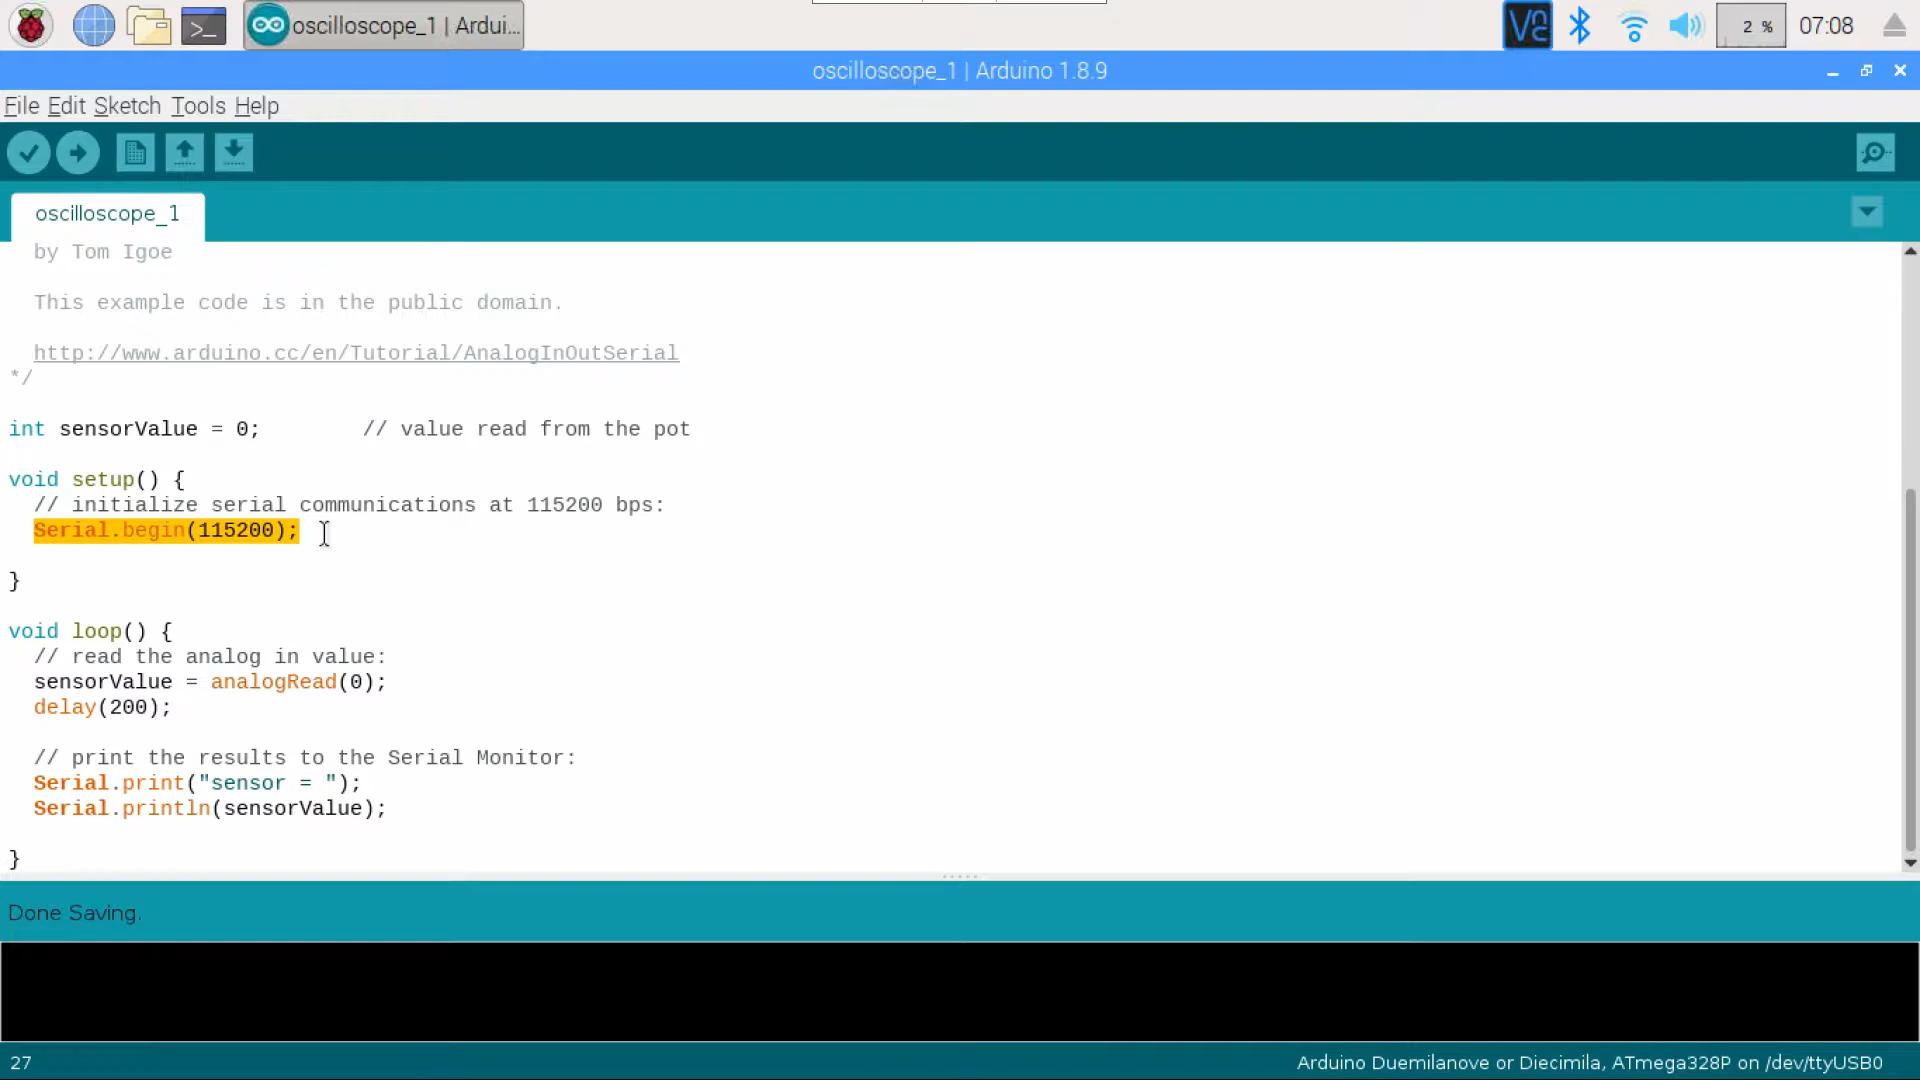 oscilloscope_1 | Ardui...
2 %
07:08
oscilloscope_1 | Arduino 1.8.9
File Edit Sketch Tools Help
oscilloscope_1
by Tom Igoe
This example code is in the public domain.
http://www.arduino.cc/en/Tutorial/AnalogInOutSerial
*/
int sensorValue = 0;        // value read from the pot
void setup() {
// initialize serial communications at 115200 bps:
Serial.begin(115200);
}
void loop() {
// read the analog in value:
sensorValue = analogRead(0);
delay(200);
// print the results to the Serial Monitor:
Serial.print("sensor = ");
Serial.println(sensorValue);
}
Done Saving.
27
Arduino Duemilanove or Diecimila, ATmega328P on /dev/ttyUSB0